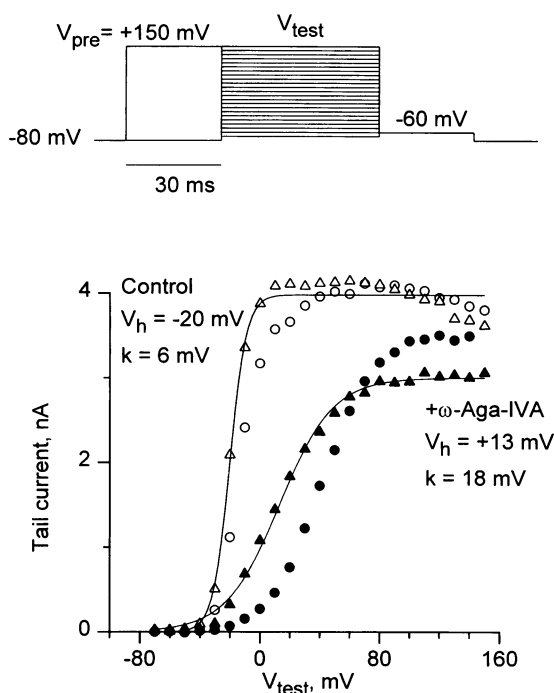 V_pre= +150 mV
V_test
-80 mV
-60 mV
30 ms
Control
V_h = -20 mV
k = 6 mV
+ω-Aga-IVA
V_h = +13 mV
k = 18 mV
Tail current, nA
4
2
0
-80
0
80
160
V_test, mV